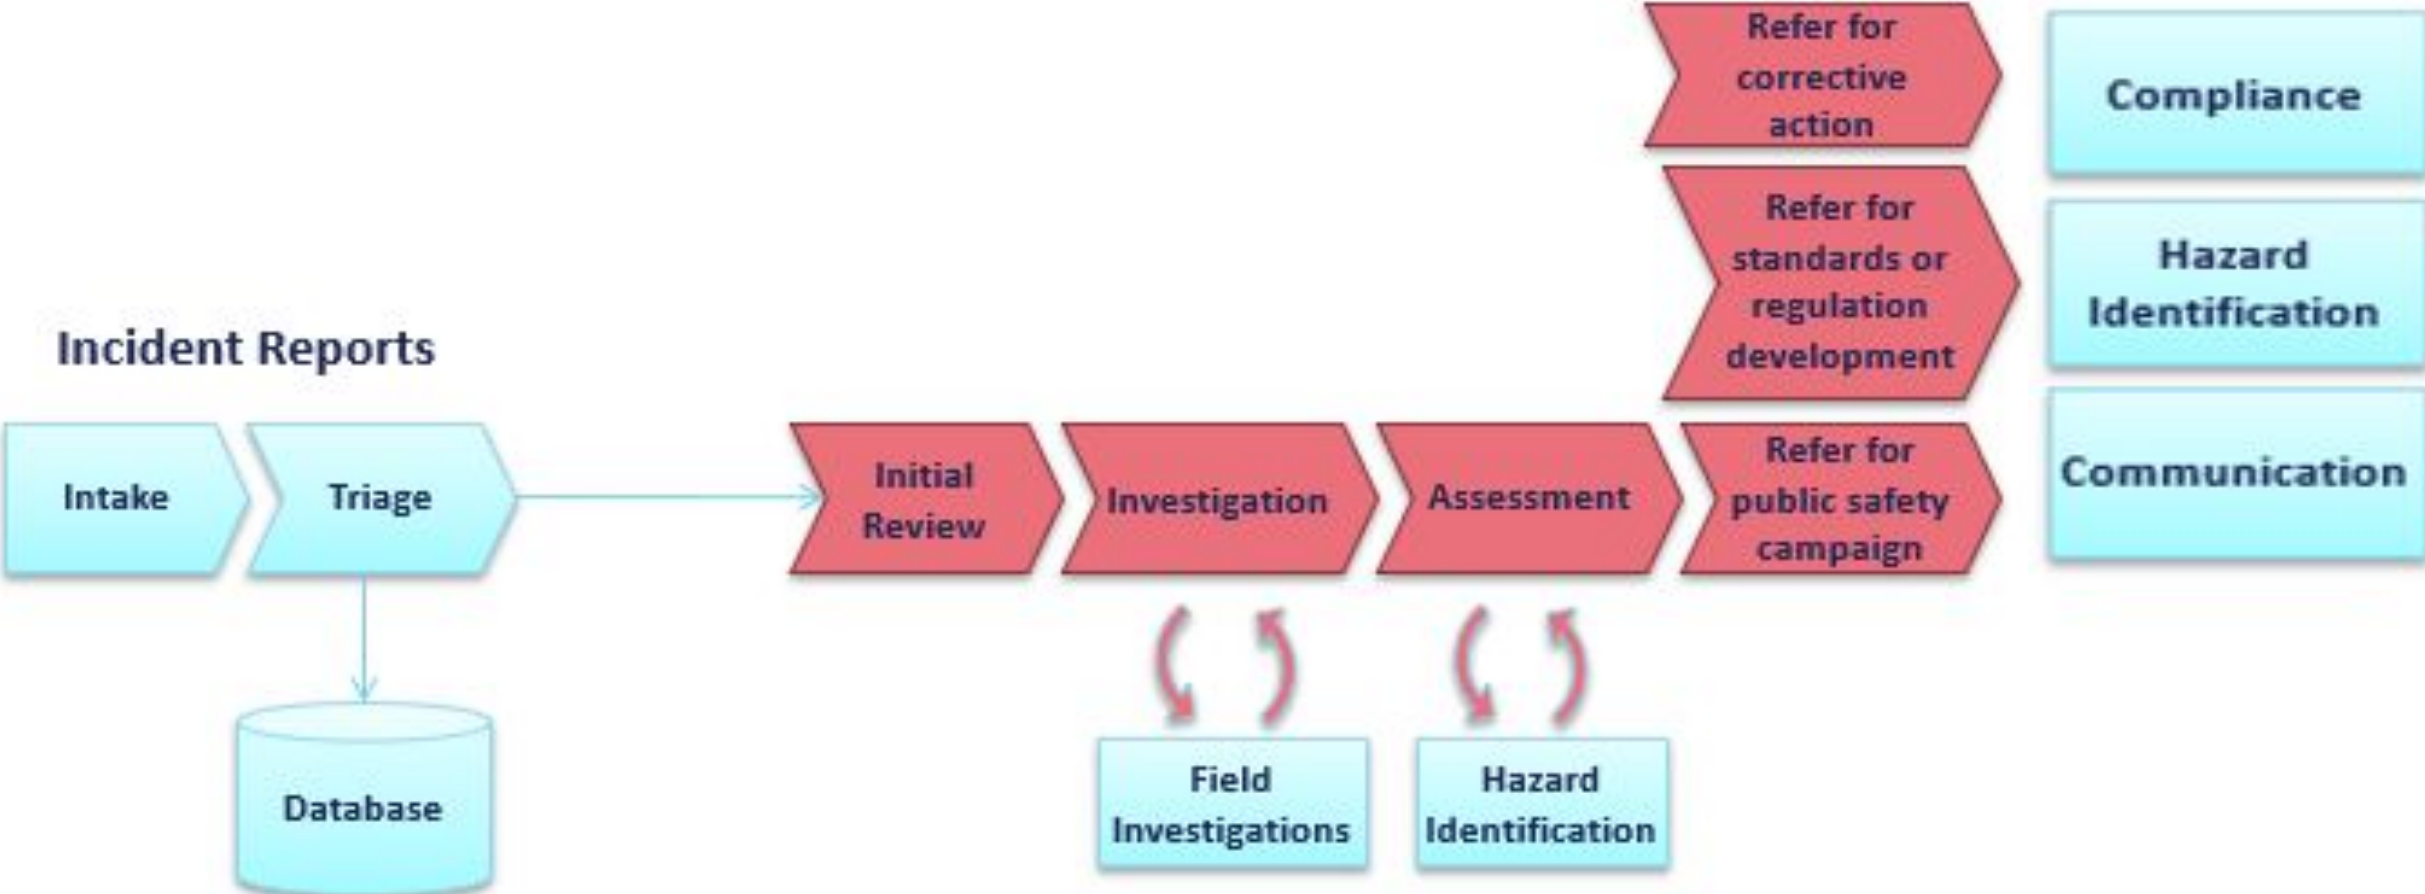 Refer for
corrective
action
Compliance
Refer for
standards or
regulation
development
Hazard
Identification
Incident Reports
Intake
Triage
Initial
Review
Investigation
Assessment
Refer for
public safety
campaign
Communication
Database
Field
Investigations
Hazard
Identification